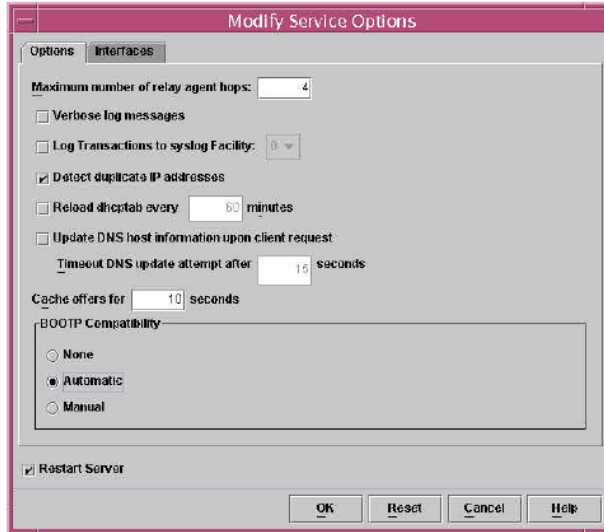 Modify Service Options
Options Interfaces
Maximum number of relay agent hops: 4
Verbose log messages
Log Transactions to syslog Facility: 0
Detect duplicate IP addresses
Reload dhcptab every 60 minutes
Update DNS host information upon client request
Timeout DNS update attempt after 15 seconds
Cache offers for 10 seconds
BOOTP Compatibility
None
Automatic
Manual
Restart Server
OK Reset Cancel Help